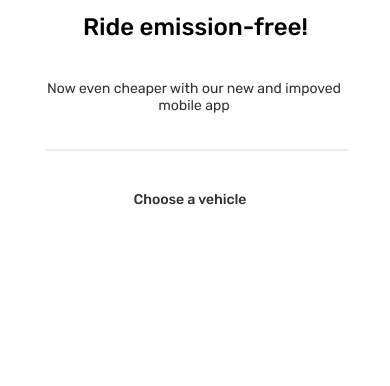 Ride emission-free!
Now even cheaper with our new and impoved
mobile app
Choose a vehicle